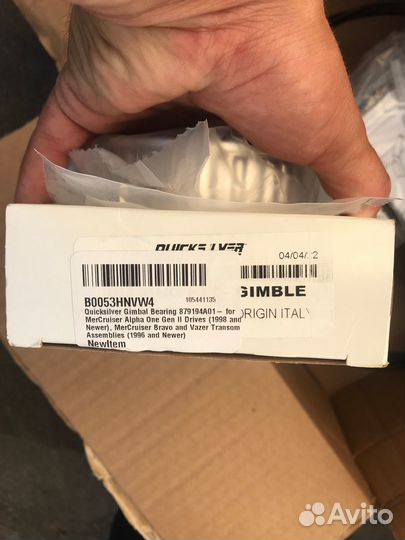 QUICKSILVER
04/04/12
B0053HNVW4
105441135
GIMBLE
ORIGIN ITALY
Quicksilver Gimbal Bearing 879194A01 – for
MerCruiser Alpha One Gen II Drives (1998 and
Newer), MerCruiser Bravo and Vazer Transom
Assemblies (1996 and Newer)
NewItem
Avito